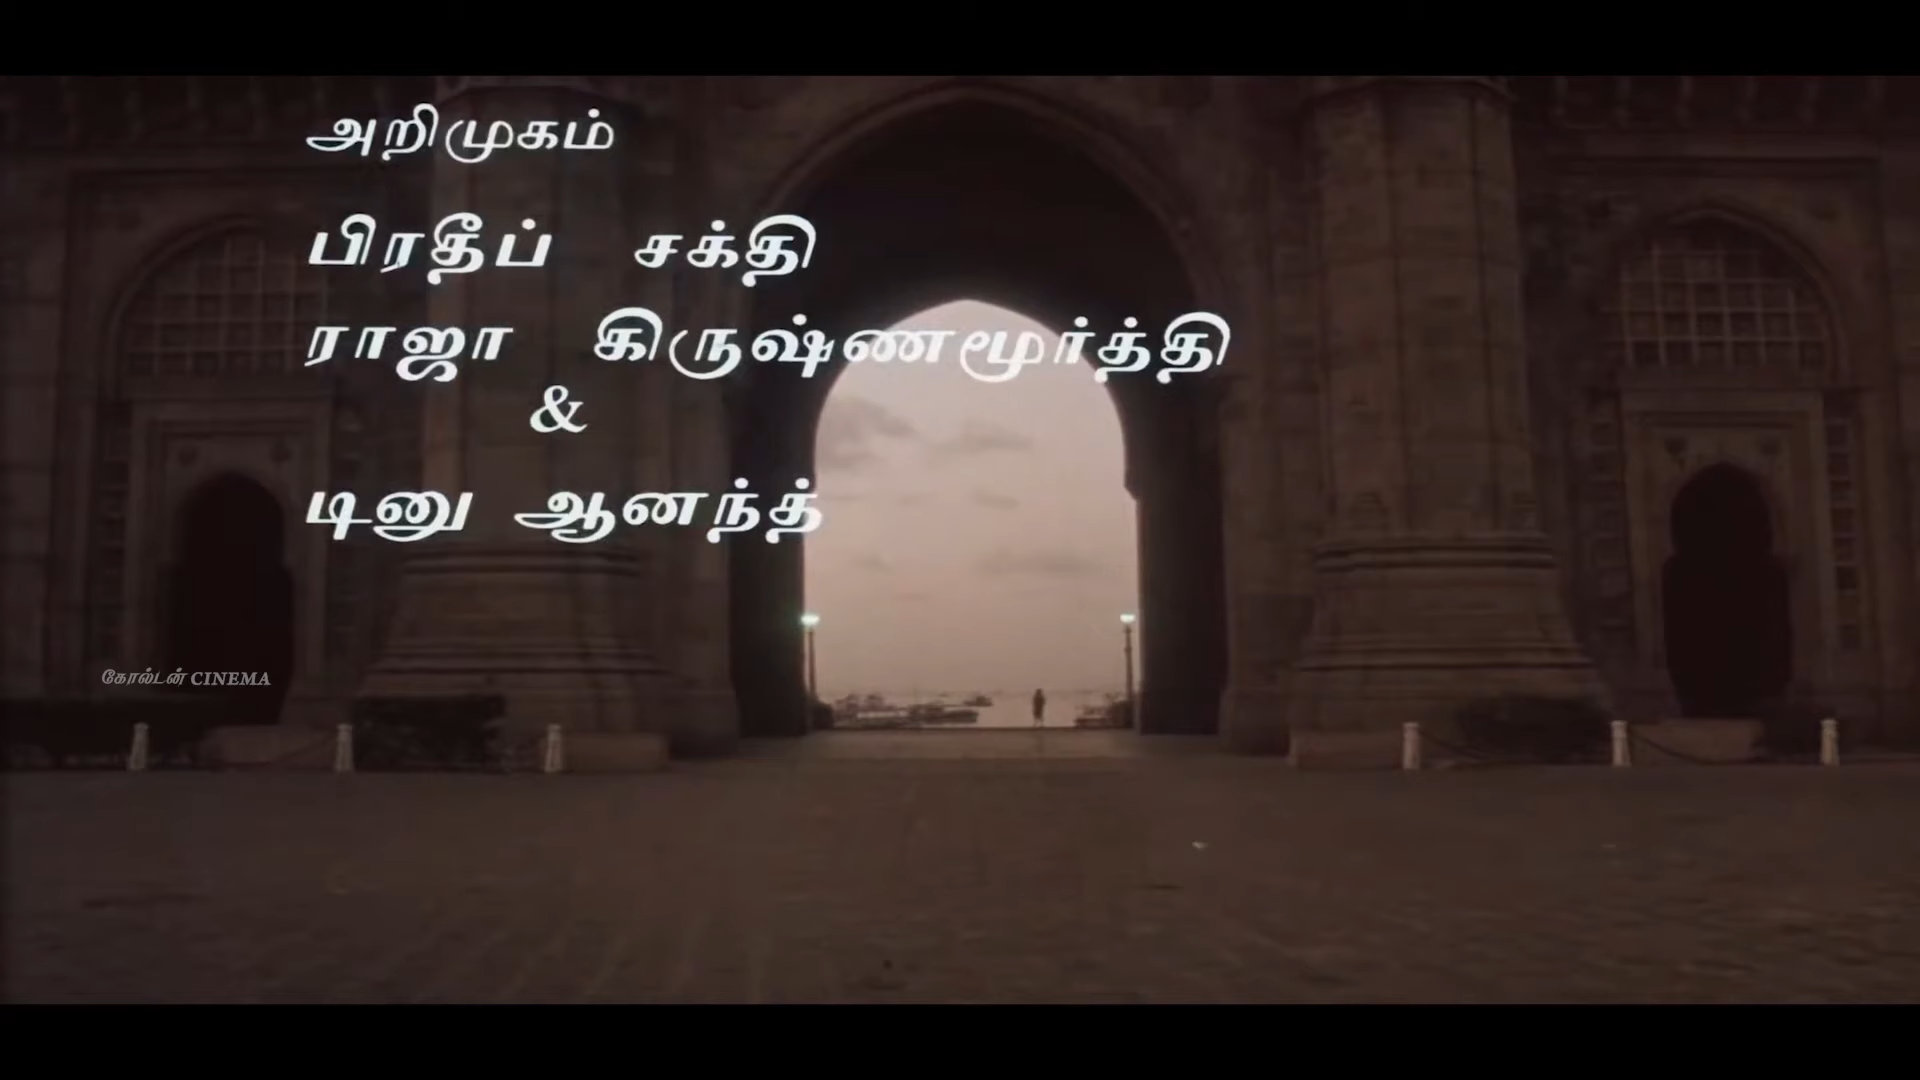 அறிமுகம்
பிரதீப் சக்தி
ராஜா கிருஷ்ணமூர்த்தி
&
டினு ஆனந்த்
கோல்டன் CINEMA